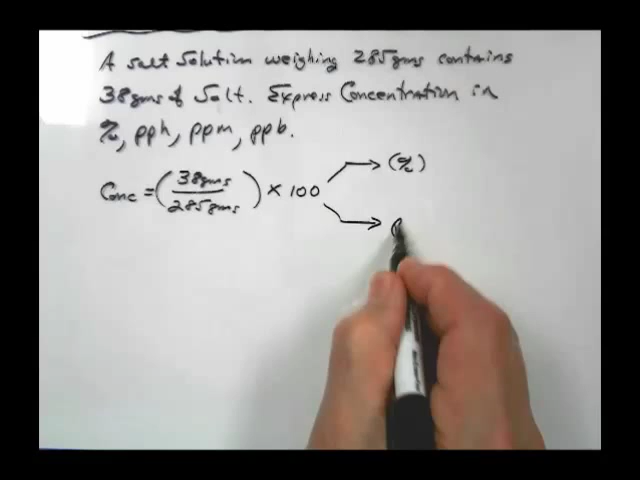 A salt solution weighing 285gms contains
38gms of salt. Express Concentration in
%, pph, ppm, ppb.
Conc = (38gms / 285gms) × 100 → (%)
→ (